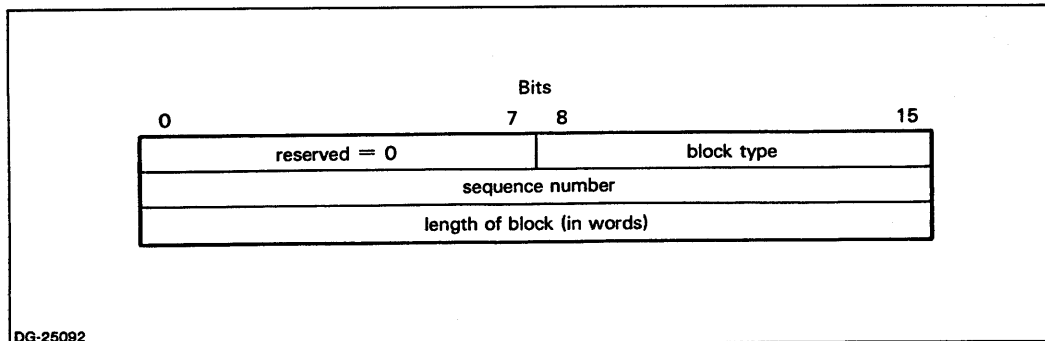 Bits
0 7 8 15
reserved = 0 block type
sequence number
length of block (in words)
DG-25092